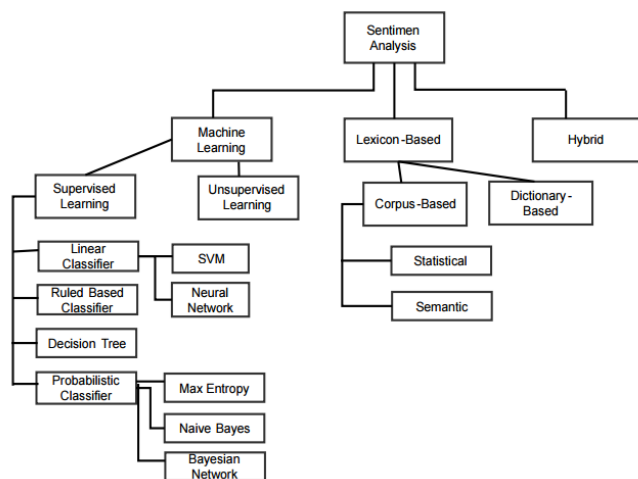 Sentimen
Analysis
Machine
Learning
Lexicon-Based
Hybrid
Supervised
Learning
Unsupervised
Learning
Corpus-Based
Dictionary-
Based
Linear
Classifier
SVM
Statistical
Ruled Based
Classifier
Neural
Network
Semantic
Decision Tree
Probabilistic
Classifier
Max Entropy
Naive Bayes
Bayesian
Network